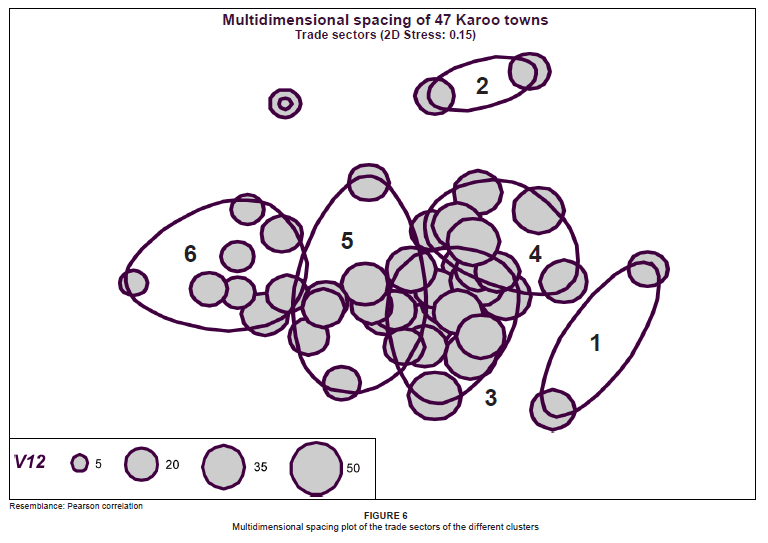 Multidimensional spacing of 47 Karoo towns
Trade sectors (2D Stress: 0.15)
2
6
5
4
1
3
V12
5
20
35
50
Resemblance: Pearson correlation
FIGURE 6
Multidimensional spacing plot of the trade sectors of the different clusters